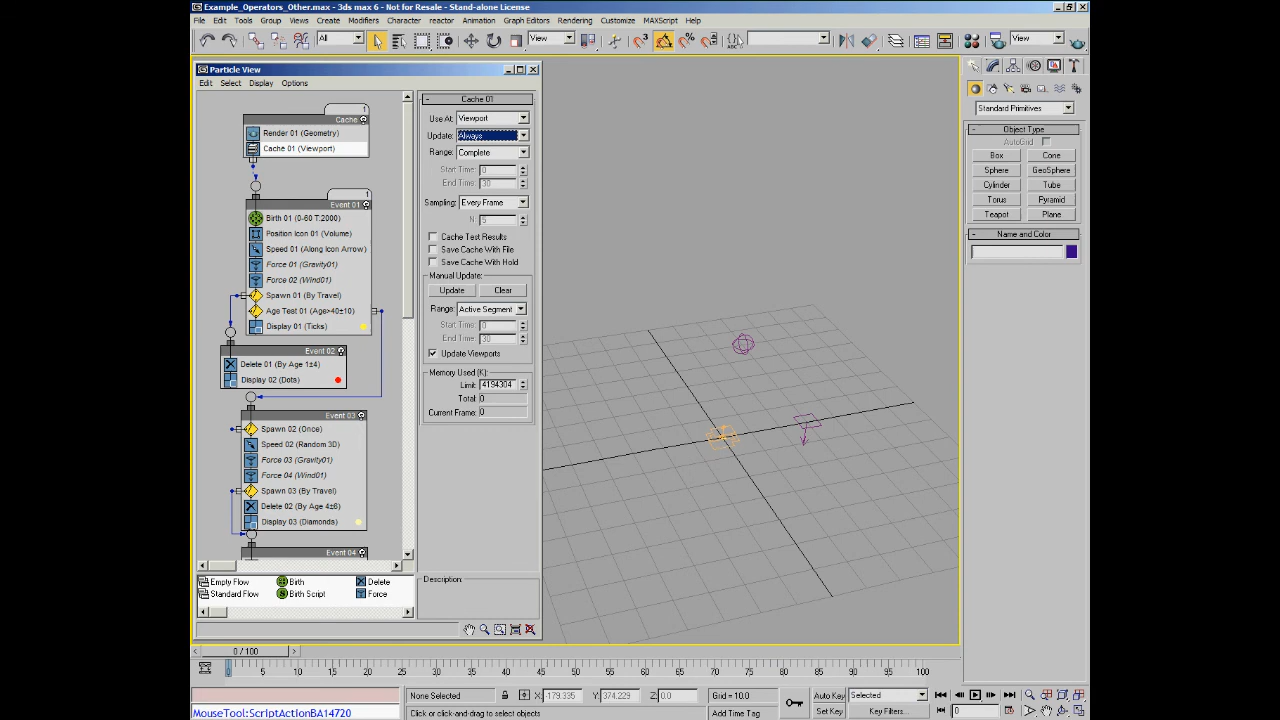 Example_Operators_Other.max - 3ds max 6 - Not for Resale - Stand-alone License
File Edit Tools Group Views Create Modifiers Character reactor Animation Graph Editors Rendering Customize MAXScript Help
All View View
Particle View
Edit Select Display Options
1
Cache
Render 01 (Geometry)
Cache 01 (Viewport)
1
Event 01
Birth 01 (0-60 T:2000)
Position Icon 01 (Volume)
Speed 01 (Along Icon Arrow)
Force 01 (Gravity01)
Force 02 (Wind01)
Spawn 01 (By Travel)
Age Test 01 (Age>40±10)
Display 01 (Ticks)
Event 02
Delete 01 (By Age 1±4)
Display 02 (Dots)
Event 03
Spawn 02 (Once)
Speed 02 (Random 3D)
Force 03 (Gravity01)
Force 04 (Wind01)
Spawn 03 (By Travel)
Delete 02 (By Age 4±6)
Display 03 (Diamonds)
Event 04
Empty Flow Birth Delete
Standard Flow Birth Script Force
- Cache 01
Use At: Viewport
Update: Always
Range: Complete
Start Time: 0
End Time: 30
Sampling: Every Frame
N: 5
Cache Test Results
Save Cache With File
Save Cache With Hold
Manual Update:
Update Clear
Range: Active Segment
Start Time: 0
End Time: 30
Update Viewports
Memory Used (K):
Limit: 4194304
Total: 0
Current Frame: 0
Description:
Standard Primitives
- Object Type
AutoGrid
Box Cone
Sphere GeoSphere
Cylinder Tube
Torus Pyramid
Teapot Plane
- Name and Color
< 0 / 100 >
0 5 10 15 20 25 30 35 40 45 50 55 60 65 70 75 80 85 90 95 100
None Selected X: -179.335 Y: 374.229 Z: 0.0 Grid = 10.0 Auto Key Selected
MouseTool:ScriptActionBA14720 Click or click-and-drag to select objects Add Time Tag Set Key Key Filters... 0